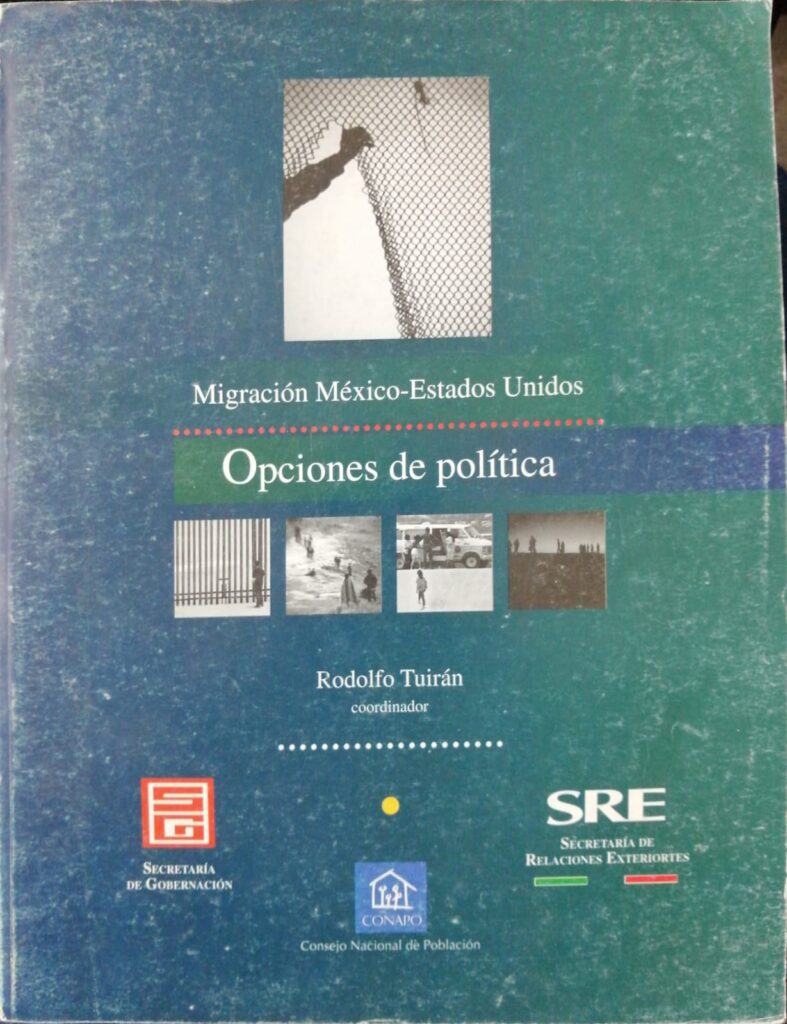 Migración México-Estados Unidos
Opciones de política
Rodolfo Tuirán
coordinador
SG
SECRETARÍA
DE GOBERNACIÓN
CONAPO
Consejo Nacional de Población
SRE
SECRETARÍA DE
RELACIONES EXTERIORTES